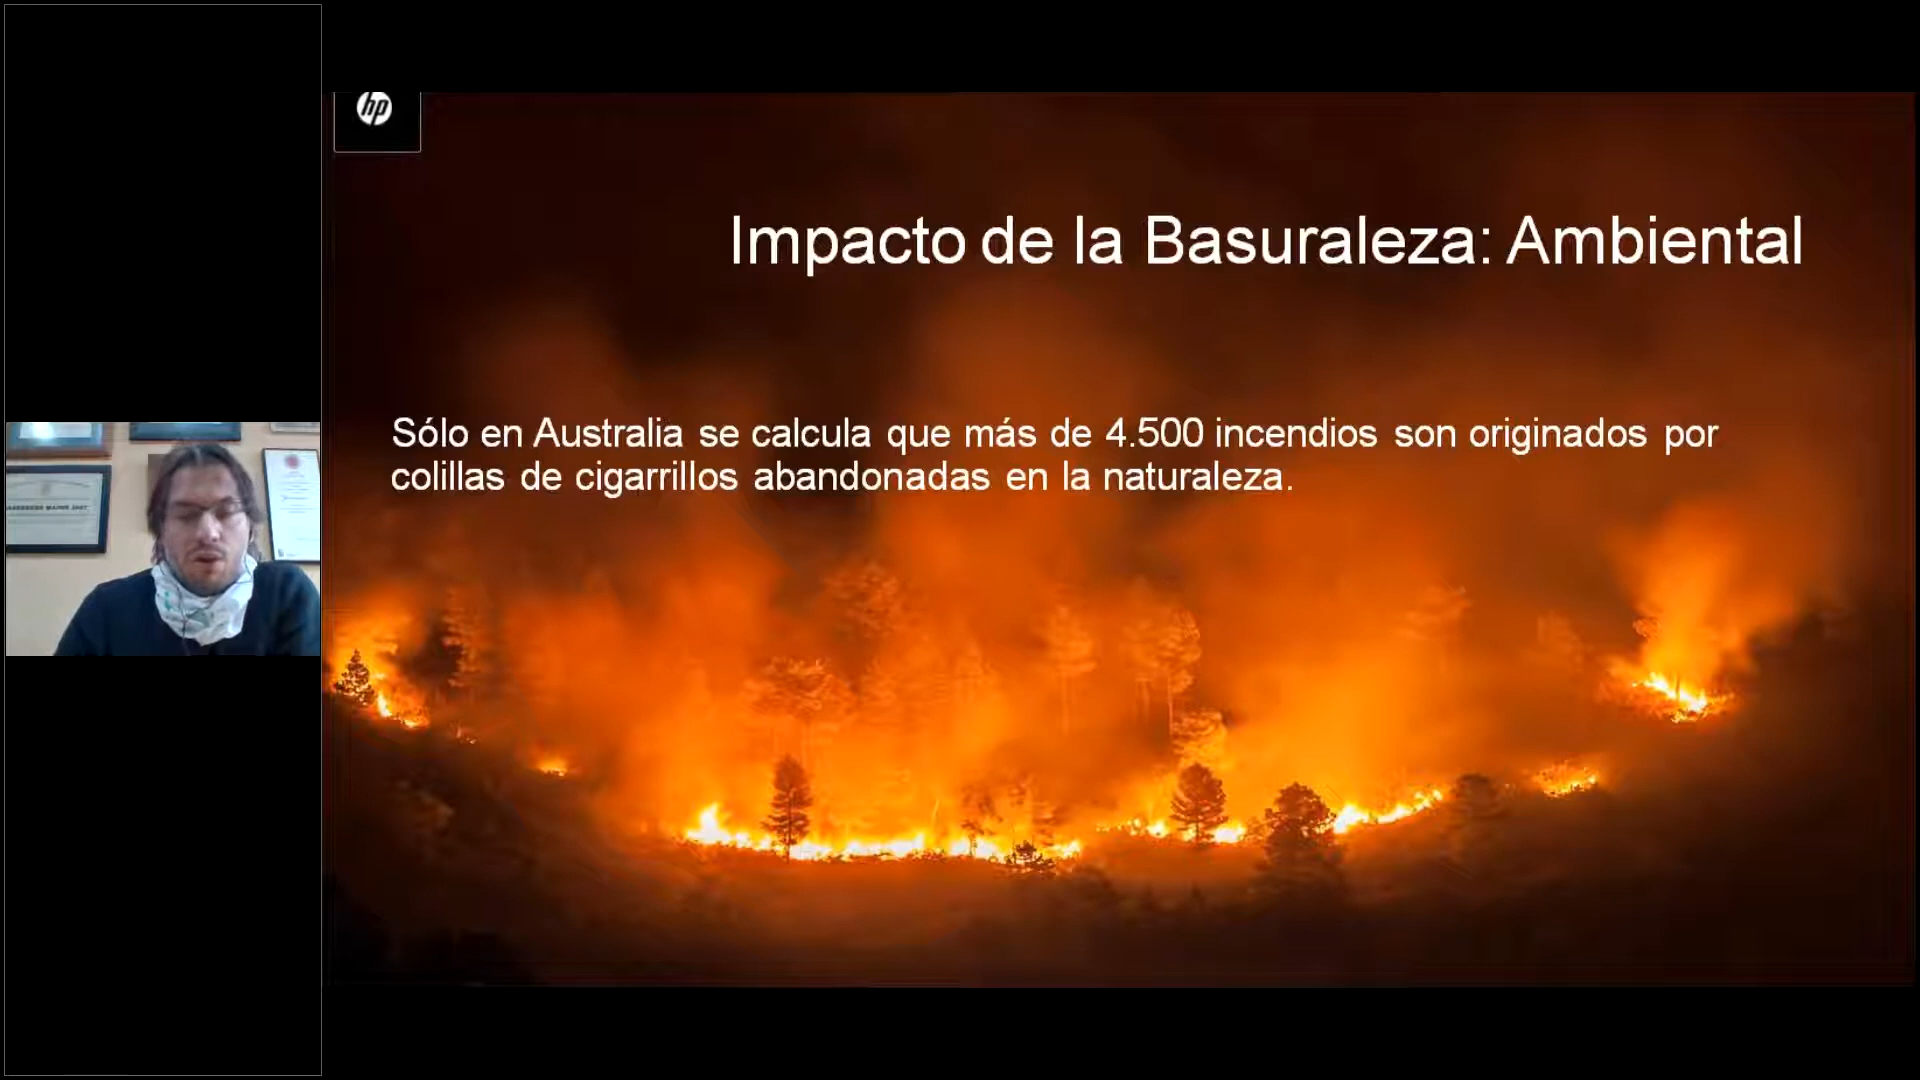 hp
Impacto de la Basuraleza: Ambiental
Sólo en Australia se calcula que más de 4.500 incendios son originados por
colillas de cigarrillos abandonadas en la naturaleza.